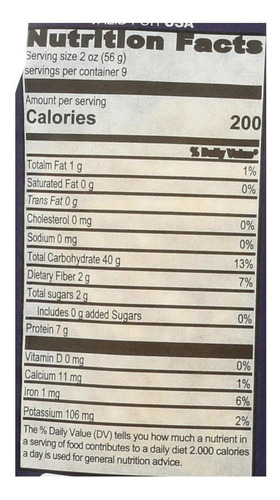 VALID FOR USA
Nutrition Facts
Serving size 2 oz (56 g)
servings per container 9
Amount per serving
Calories 200
% Daily Value*
Totalm Fat 1 g 1%
Saturated Fat 0 g 0%
Trans Fat 0 g
Cholesterol 0 mg 0%
Sodium 0 mg 0%
Total Carbohydrate 40 g 13%
Dietary Fiber 2 g 7%
Total sugars 2 g
Includes 0 g added Sugars 0%
Protein 7 g
Vitamin D 0 mg 0%
Calcium 11 mg 1%
Iron 1 mg 6%
Potassium 106 mg 2%
The % Daily Value (DV) tells you how much a nutrient in
a serving of food contributes to a daily diet 2.000 calories
a day is used for general nutrition advice.